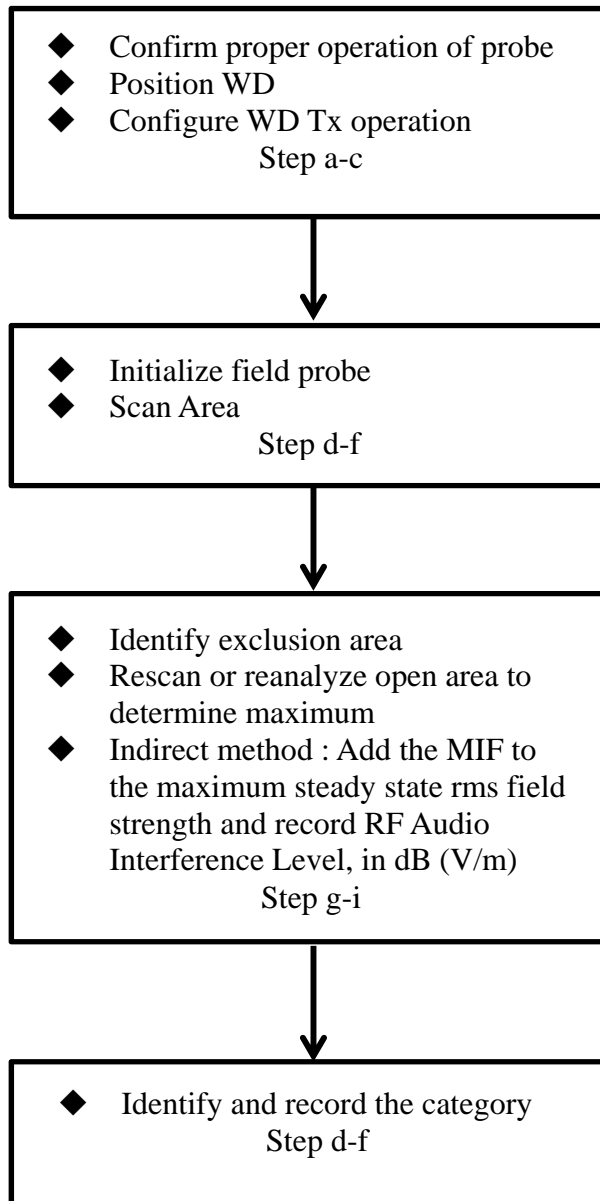 ◆ Confirm proper operation of probe
◆ Position WD
◆ Configure WD Tx operation
Step a-c
◆ Initialize field probe
◆ Scan Area
Step d-f
◆ Identify exclusion area
◆ Rescan or reanalyze open area to
determine maximum
◆ Indirect method : Add the MIF to
the maximum steady state rms field
strength and record RF Audio
Interference Level, in dB (V/m)
Step g-i
◆ Identify and record the category
Step d-f